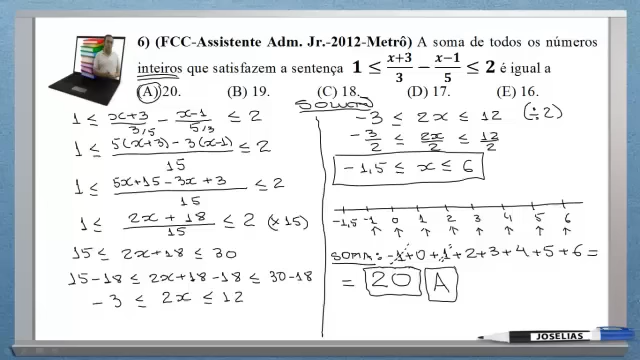 6) (FCC-Assistente Adm. Jr.-2012-Metrô) A soma de todos os números
inteiros que satisfazem a sentença 1 ≤ x+3/3 − x−1/5 ≤ 2 é igual a
(A) 20. (B) 19. (C) 18. (D) 17. (E) 16.
SOLUÇÃO
1 ≤ x+3/3/5 − x−1/5/3 ≤ 2
1 ≤ 5(x+3) − 3(x−1)/15 ≤ 2
1 ≤ 5x+15−3x+3/15 ≤ 2
1 ≤ 2x+18/15 ≤ 2 (×15)
15 ≤ 2x+18 ≤ 30
15−18 ≤ 2x+18−18 ≤ 30−18
−3 ≤ 2x ≤ 12
−3 ≤ 2x ≤ 12 (÷2)
−3/2 ≤ 2x/2 ≤ 12/2
−1,5 ≤ x ≤ 6
−1,5 −1 0 1 2 3 4 5 6
SOMA: −1+0+1+2+3+4+5+6=
= 20 A
JOSELIAS